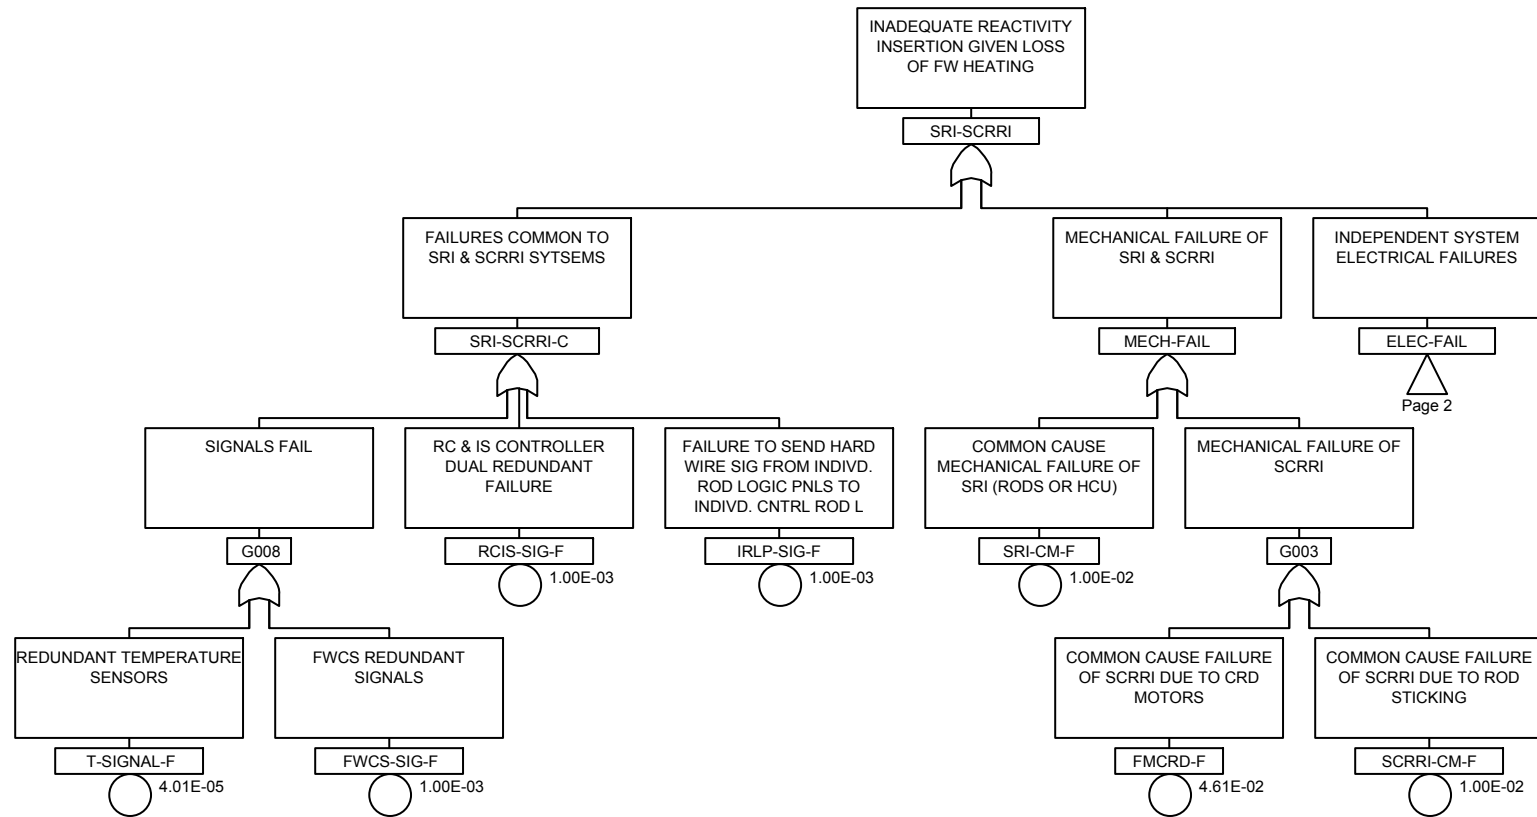 INADEQUATE REACTIVITY
INSERTION GIVEN LOSS
OF FW HEATING
SRI-SCRRI
FAILURES COMMON TO
SRI & SCRRI SYTSEMS
SRI-SCRRI-C
MECHANICAL FAILURE OF
SRI & SCRRI
MECH-FAIL
INDEPENDENT SYSTEM
ELECTRICAL FAILURES
ELEC-FAIL
Page 2
SIGNALS FAIL
G008
RC & IS CONTROLLER
DUAL REDUNDANT
FAILURE
RCIS-SIG-F
1.00E-03
FAILURE TO SEND HARD
WIRE SIG FROM INDIVD.
ROD LOGIC PNLS TO
INDIVD. CNTRL ROD L
IRLP-SIG-F
1.00E-03
COMMON CAUSE
MECHANICAL FAILURE OF
SRI (RODS OR HCU)
SRI-CM-F
1.00E-02
MECHANICAL FAILURE OF
SCRRI
G003
REDUNDANT TEMPERATURE
SENSORS
T-SIGNAL-F
4.01E-05
FWCS REDUNDANT
SIGNALS
FWCS-SIG-F
1.00E-03
COMMON CAUSE FAILURE
OF SCRRI DUE TO CRD
MOTORS
FMCRD-F
4.61E-02
COMMON CAUSE FAILURE
OF SCRRI DUE TO ROD
STICKING
SCRRI-CM-F
1.00E-02